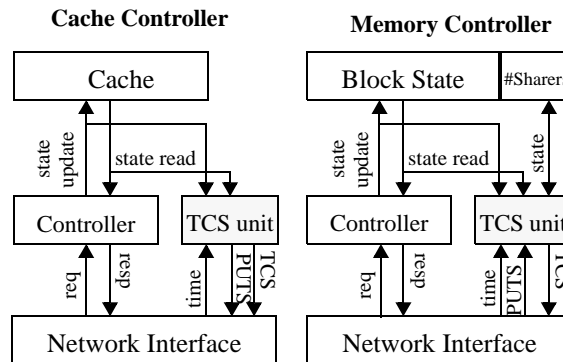 Cache Controller
Memory Controller
Cache
Block State
#Sharers
state
update
state read
state
update
state read
state
Controller
TCS unit
Controller
TCS unit
req
resp
time
PUTS
TCS
req
resp
time
PUTS
TCS
Network Interface
Network Interface